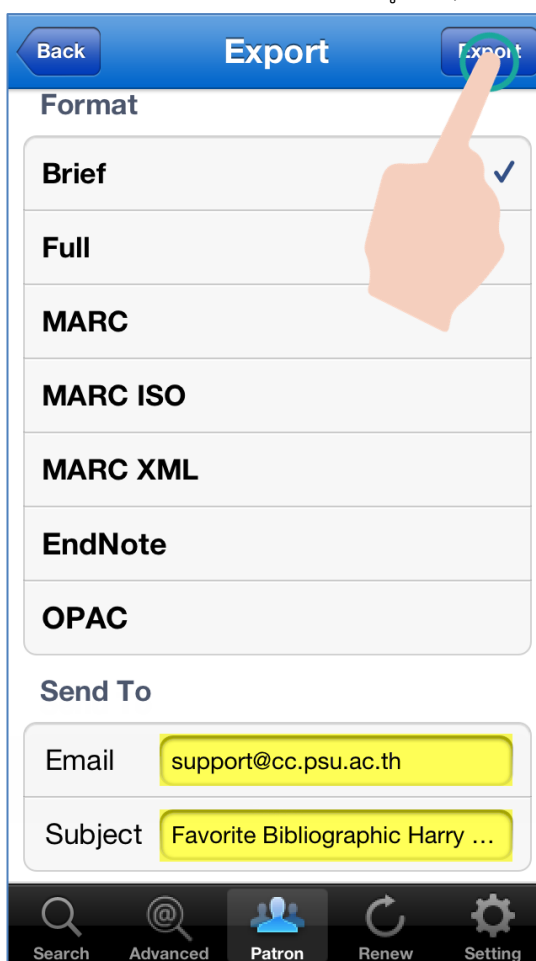 Back Export Export
Format
Brief
Full
MARC
MARC ISO
MARC XML
EndNote
OPAC
Send To
Email support@cc.psu.ac.th
Subject Favorite Bibliographic Harry ...
Search Advanced Patron Renew Setting